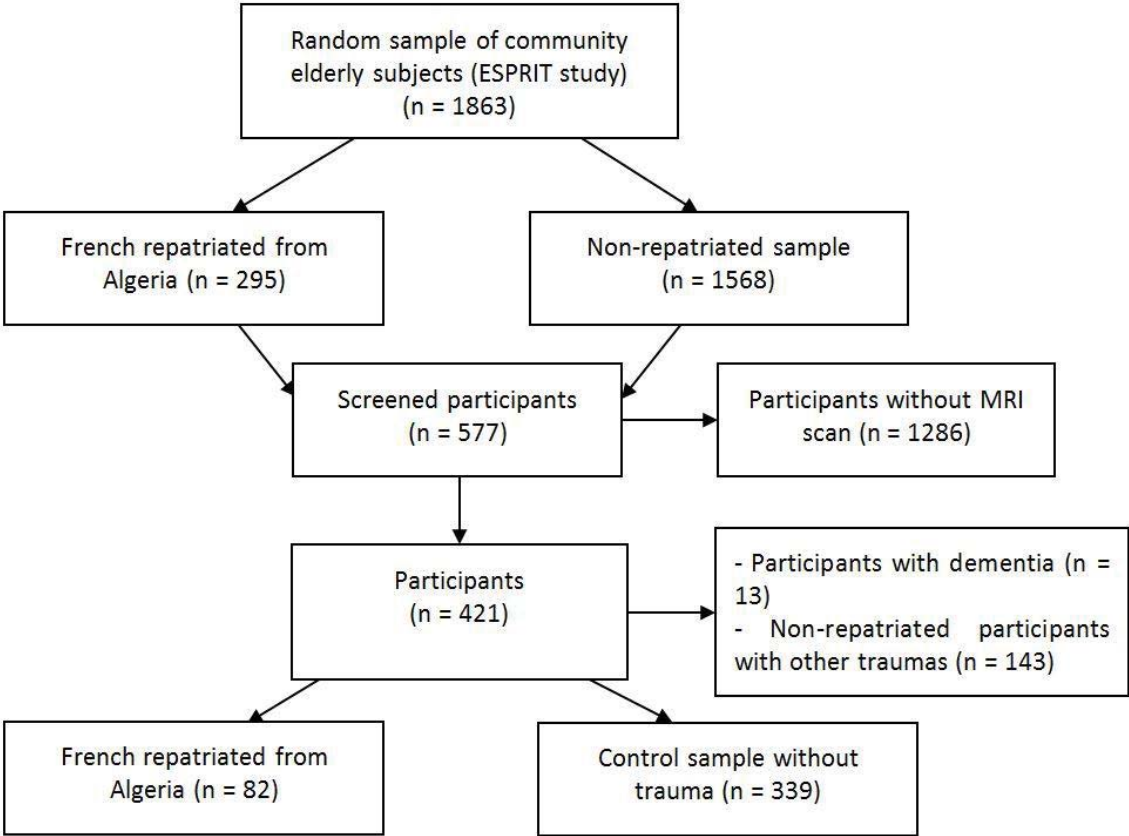 Random sample of community
elderly subjects (ESPRIT study)
(n = 1863)
French repatriated from
Algeria (n = 295)
Non-repatriated sample
(n = 1568)
Screened participants
(n = 577)
Participants without MRI
scan (n = 1286)
Participants
(n = 421)
- Participants with dementia (n =
13)
- Non-repatriated participants
with other traumas (n = 143)
French repatriated from
Algeria (n = 82)
Control sample without
trauma (n = 339)